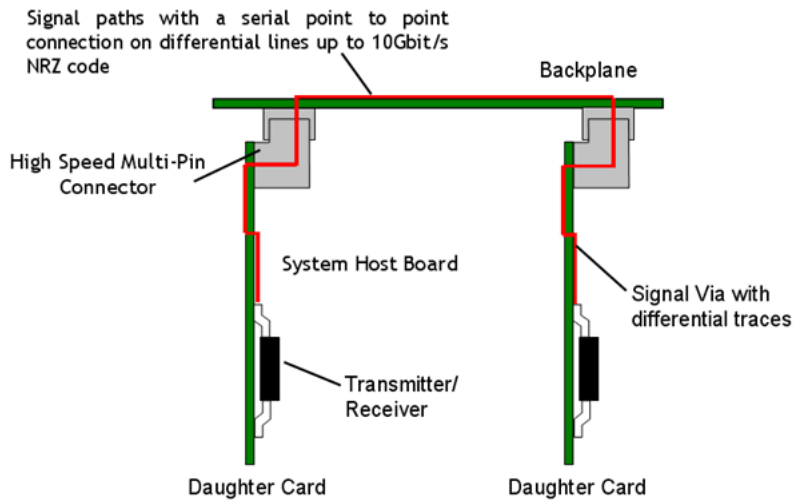 Signal paths with a serial point to point
connection on differential lines up to 10Gbit/s
NRZ code
Backplane
High Speed Multi-Pin
Connector
System Host Board
Signal Via with
differential traces
Transmitter/
Receiver
Daughter Card
Daughter Card